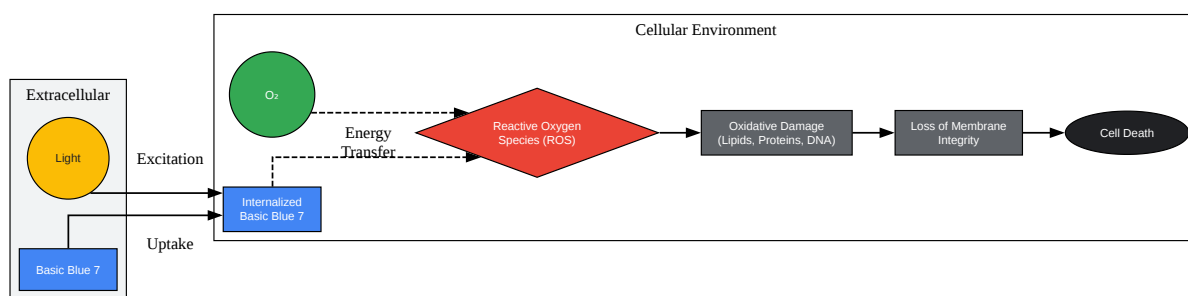 Cellular Environment
Extracellular
Light
Basic Blue 7
Excitation
Uptake
O₂
Internalized
Basic Blue 7
Energy
Transfer
Reactive Oxygen
Species (ROS)
Oxidative Damage
(Lipids, Proteins, DNA)
Loss of Membrane
Integrity
Cell Death